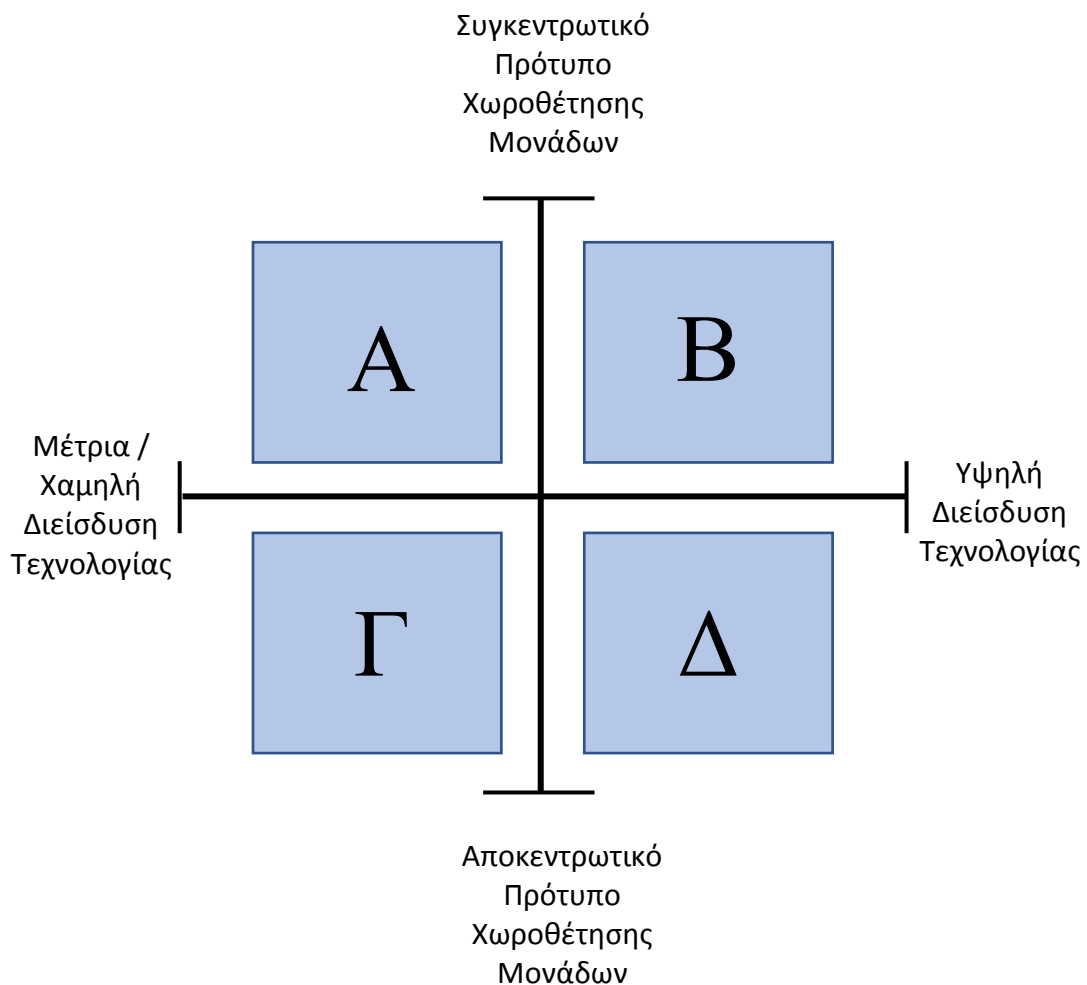 Συγκεντρωτικό
Πρότυπο
Χωροθέτησης
Μονάδων
Α
Β
Μέτρια /
Χαμηλή
Διείσδυση
Τεχνολογίας
Υψηλή
Διείσδυση
Τεχνολογίας
Γ
Δ
Αποκεντρωτικό
Πρότυπο
Χωροθέτησης
Μονάδων